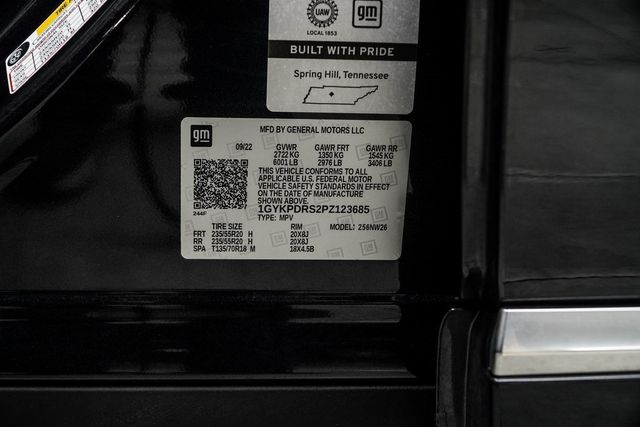 UAW
gm
LOCAL 1853
BUILT WITH PRIDE
Spring Hill, Tennessee
gm
MFD BY GENERAL MOTORS LLC
09/22 GVWR GAWR FRT GAWR RR
2722 KG 1350 KG 1545 KG
6001 LB 2976 LB 3406 LB
THIS VEHICLE CONFORMS TO ALL
APPLICABLE U.S. FEDERAL MOTOR
VEHICLE SAFETY STANDARDS IN EFFECT
ON THE DATE OF MANUFACTURE
SHOWN ABOVE.
244F
1GYKPDRS2PZ123685
TYPE: MPV
MODEL: 256NW26
TIRE SIZE RIM
FRT 235/55R20 H 20X8J
RR 235/55R20 H 20X8J
SPA T135/70R18 M 18X4.5B